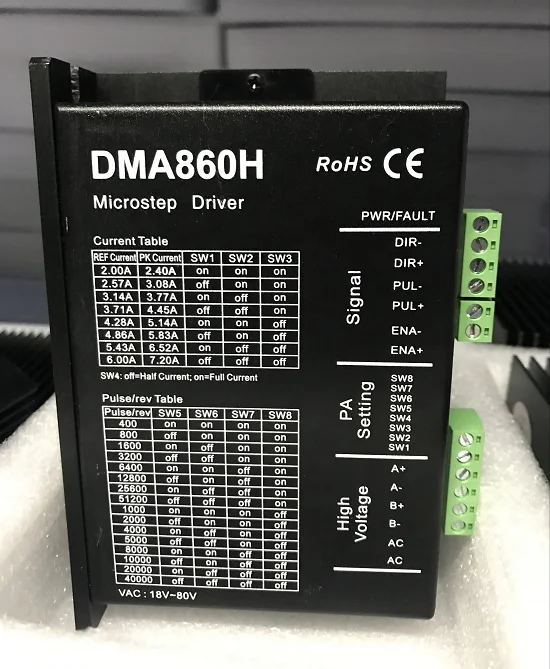 DMA860H
RoHS CE
Microstep Driver
Current Table
REF Current PK Current SW1 SW2 SW3
2.00A 2.40A on on on
2.57A 3.08A off on on
3.14A 3.77A on off on
3.71A 4.45A off off on
4.28A 5.14A on on off
4.86A 5.83A off on off
5.43A 6.52A on off off
6.00A 7.20A off off off
SW4: off=Half Current; on=Full Current
Pulse/rev Table
Pulse/rev SW5 SW6 SW7 SW8
400 on on on on
800 off on on on
1600 on off on on
3200 off off on on
6400 on on off on
12800 off on off on
25600 on off off on
51200 off off off on
1000 on on on off
2000 off on on off
4000 on off on off
5000 off off on off
8000 on on off off
10000 off on off off
20000 on off off off
40000 off off off off
VAC : 18V~80V
PWR/FAULT
Signal
DIR-
DIR+
PUL-
PUL+
ENA-
ENA+
PA
Setting
SW8
SW7
SW6
SW5
SW4
SW3
SW2
SW1
High
Voltage
A+
A-
B+
B-
AC
AC